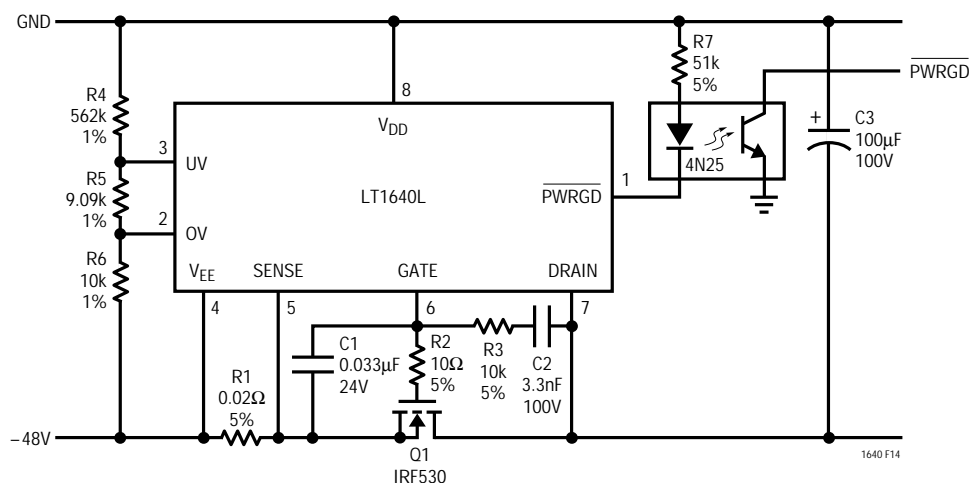 GND
R4
562k
1%
R5
9.09k
1%
R6
10k
1%
3
UV
2
OV
8
VDD
LT1640L
PWRGD
1
VEE
SENSE
GATE
DRAIN
4
5
6
7
R7
51k
5%
4N25
PWRGD
+
C3
100µF
100V
R1
0.02Ω
5%
C1
0.033µF
24V
R2
10Ω
5%
R3
10k
5%
C2
3.3nF
100V
–48V
Q1
IRF530
1640 F14